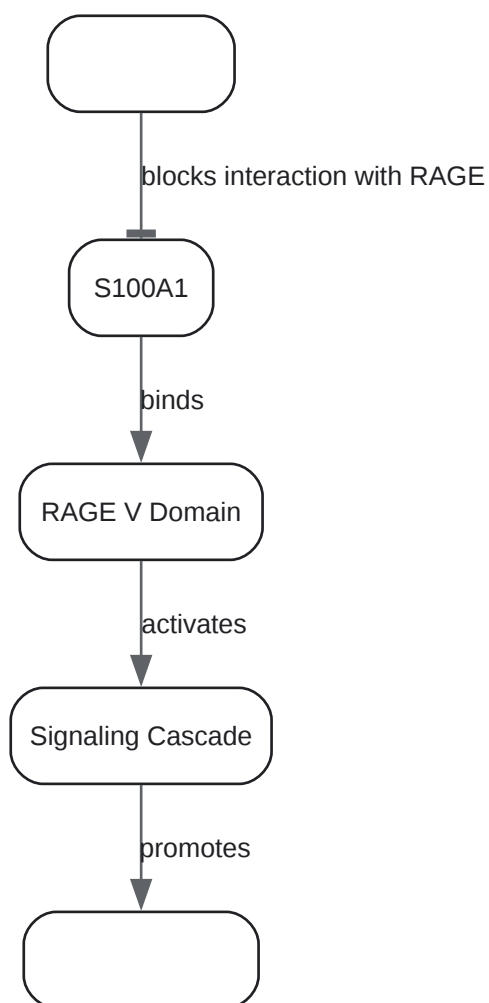 blocks interaction with RAGE
S100A1
binds
RAGE V Domain
activates
Signaling Cascade
promotes